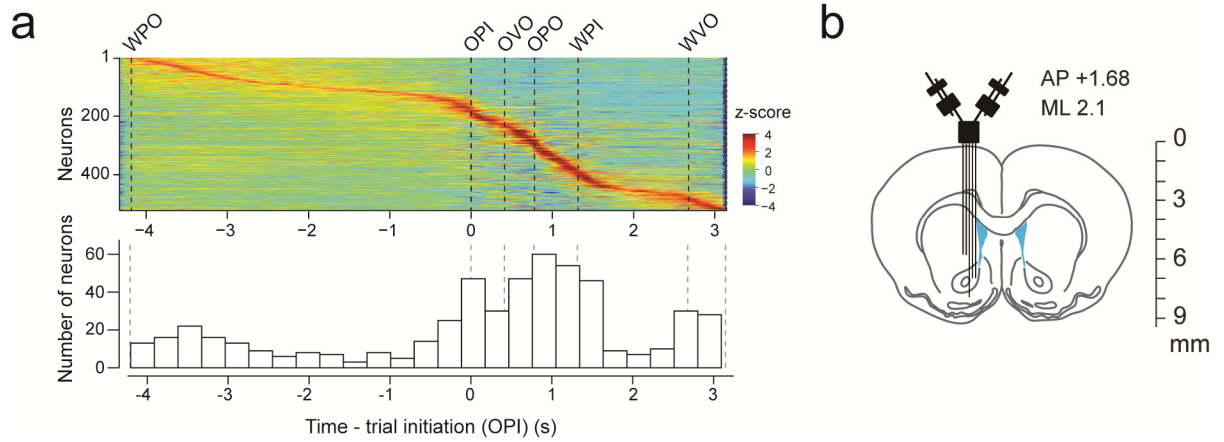 a
WPO OPI OVO OPO WPI WVO
1
200
400
Neurons
-4 -3 -2 -1 0 1 2 3
z-score
4
2
0
-2
-4
60
40
20
0
Number of neurons
-4 -3 -2 -1 0 1 2 3
Time - trial initiation (OPI) (s)
b
AP +1.68
ML 2.1
0
3
6
9
mm